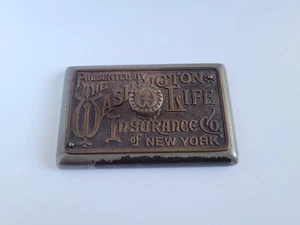 PRESENTED BY
THE WASHINGTON LIFE
INSURANCE CO.
of NEW YORK